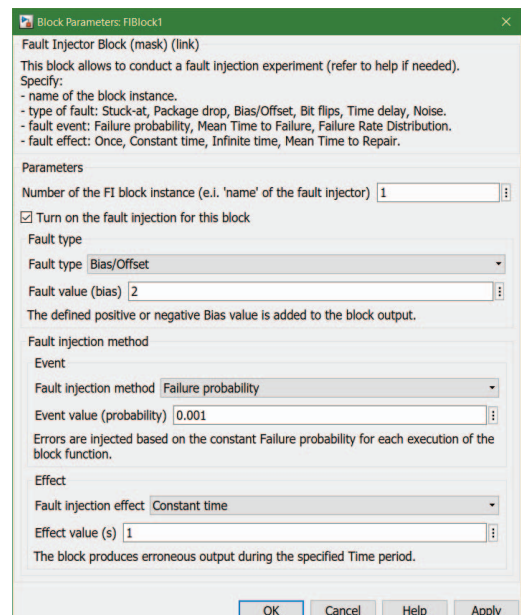 Block Parameters: FIBlock1
Fault Injector Block (mask) (link)
This block allows to conduct a fault injection experiment (refer to help if needed).
Specify:
- name of the block instance.
- type of fault: Stuck-at, Package drop, Bias/Offset, Bit flips, Time delay, Noise.
- fault event: Failure probability, Mean Time to Failure, Failure Rate Distribution.
- fault effect: Once, Constant time, Infinite time, Mean Time to Repair.
Parameters
Number of the FI block instance (e.i. 'name' of the fault injector) 1
Turn on the fault injection for this block
Fault type
Fault type Bias/Offset
Fault value (bias) 2
The defined positive or negative Bias value is added to the block output.
Fault injection method
Event
Fault injection method Failure probability
Event value (probability) 0.001
Errors are injected based on the constant Failure probability for each execution of the
block function.
Effect
Fault injection effect Constant time
Effect value (s) 1
The block produces erroneous output during the specified Time period.
OK Cancel Help Apply